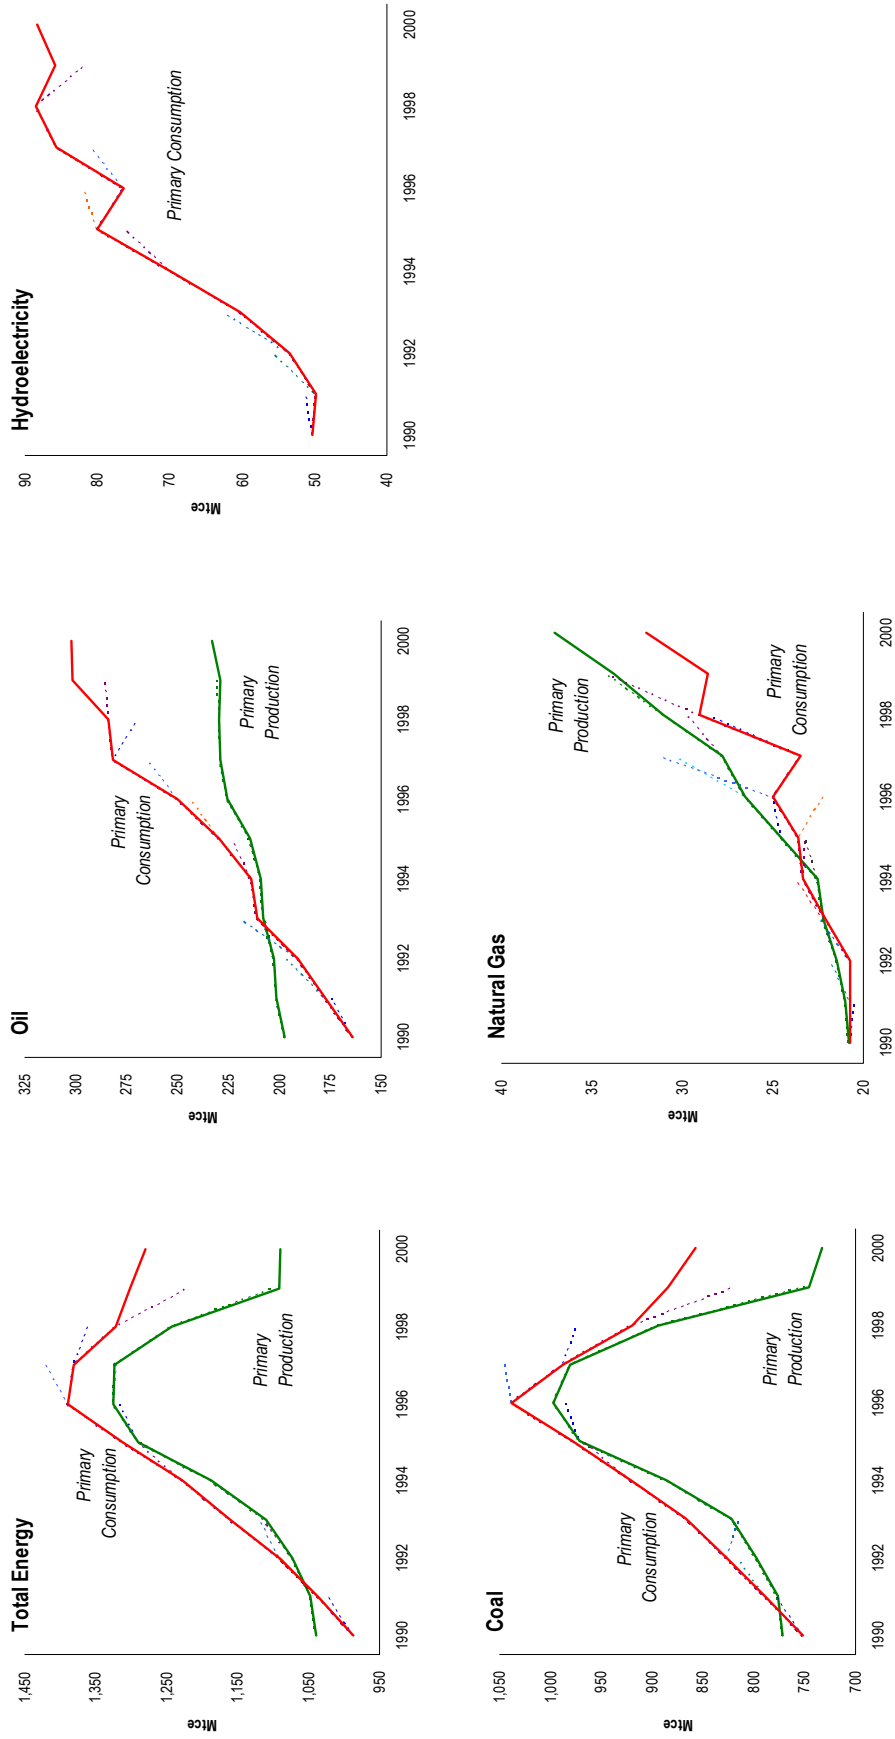 Total Energy
1,450
1,350
1,250
1,150
1,050
950
Mtce
Primary
Consumption
Primary
Production
1990
1992
1994
1996
1998
2000
Oil
325
300
275
250
225
200
175
150
Mtce
Primary
Consumption
Primary
Production
1990
1992
1994
1996
1998
2000
Hydroelectricity
90
80
70
60
50
40
Mtce
Primary Consumption
1990
1992
1994
1996
1998
2000
Coal
1,050
1,000
950
900
850
800
750
700
Mtce
Primary
Consumption
Primary
Production
1990
1992
1994
1996
1998
2000
Natural Gas
40
35
30
25
20
Mtce
Primary
Production
Primary
Consumption
1990
1992
1994
1996
1998
2000